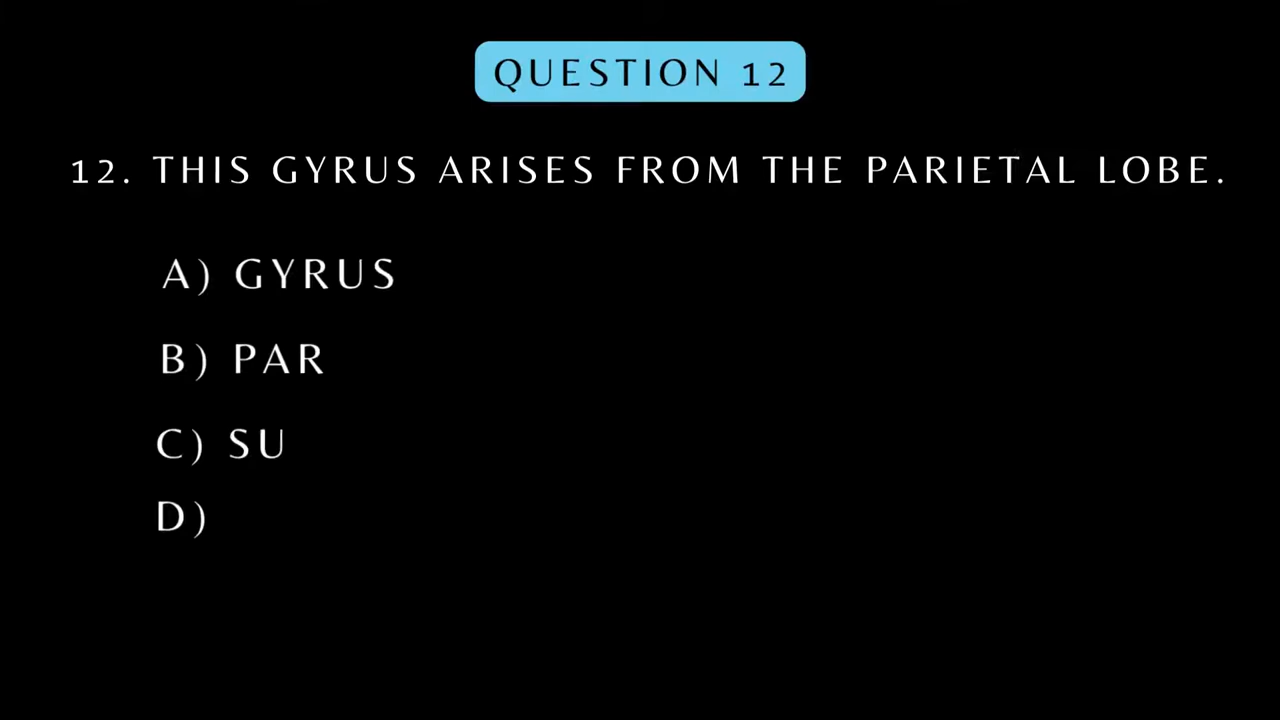 QUESTION 12
12. THIS GYRUS ARISES FROM THE PARIETAL LOBE.
A) GYRUS
B) PAR
C) SU
D)